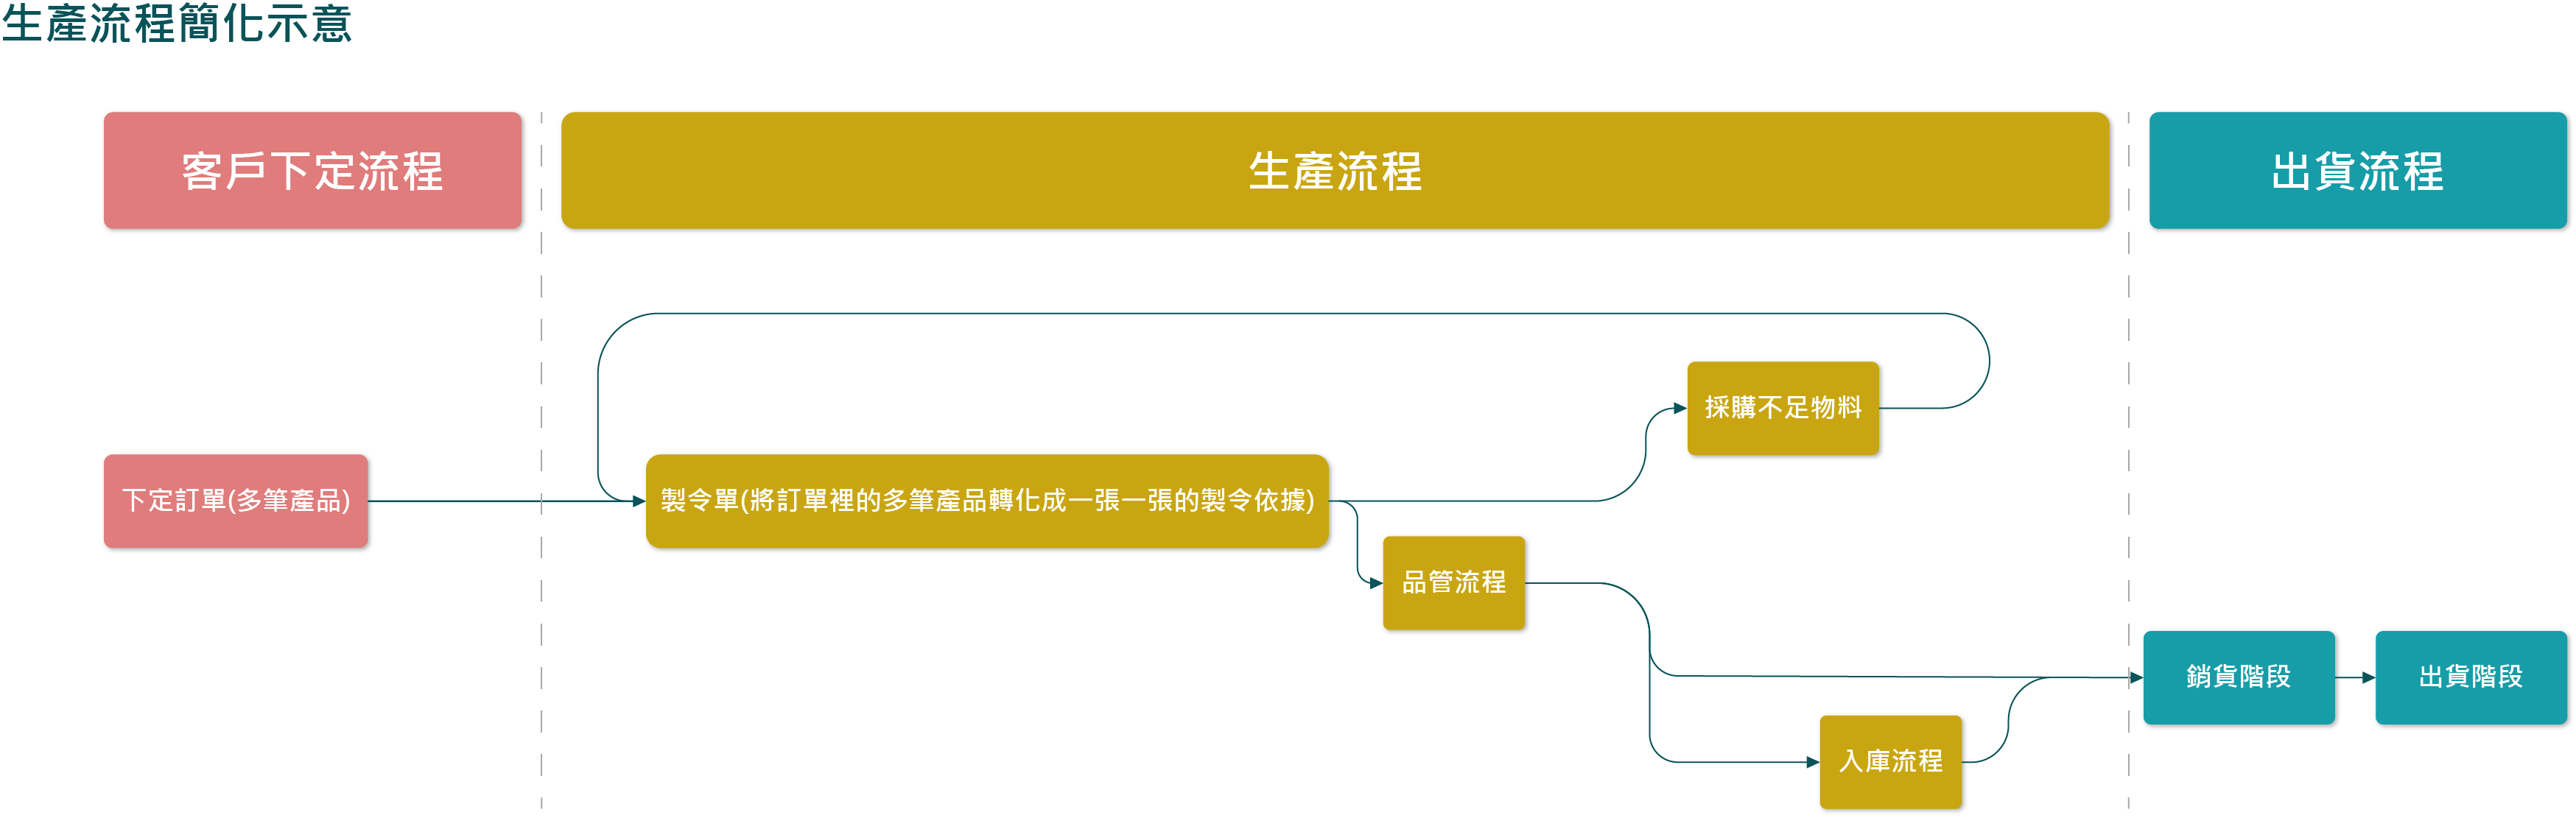 生產流程簡化示意
客戶下定流程
生產流程
出貨流程
採購不足物料
下定訂單(多筆產品)
製令單(將訂單裡的多筆產品轉化成一張一張的製令依據)
品管流程
銷貨階段
出貨階段
入庫流程